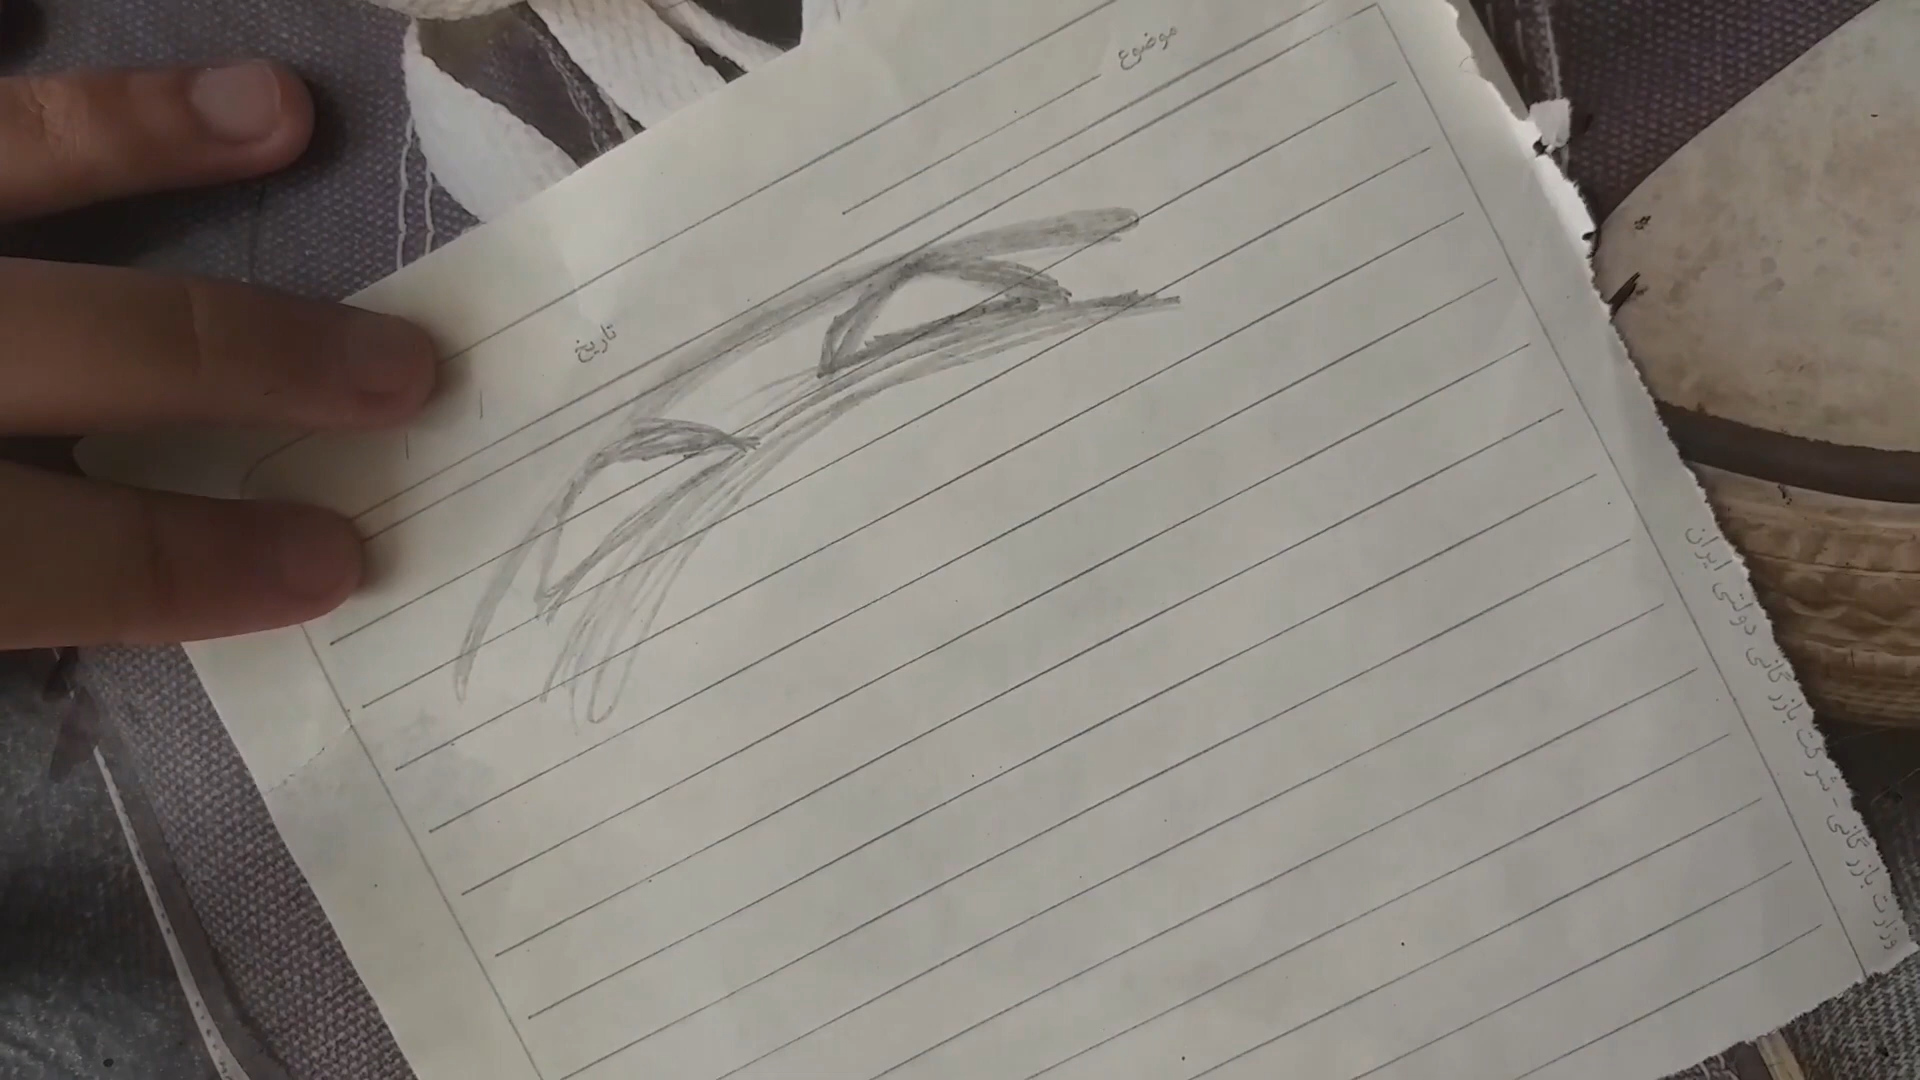 موضوع
تاریخ
وزارت بازرگانی - شرکت بازرگانی دولتی ایران